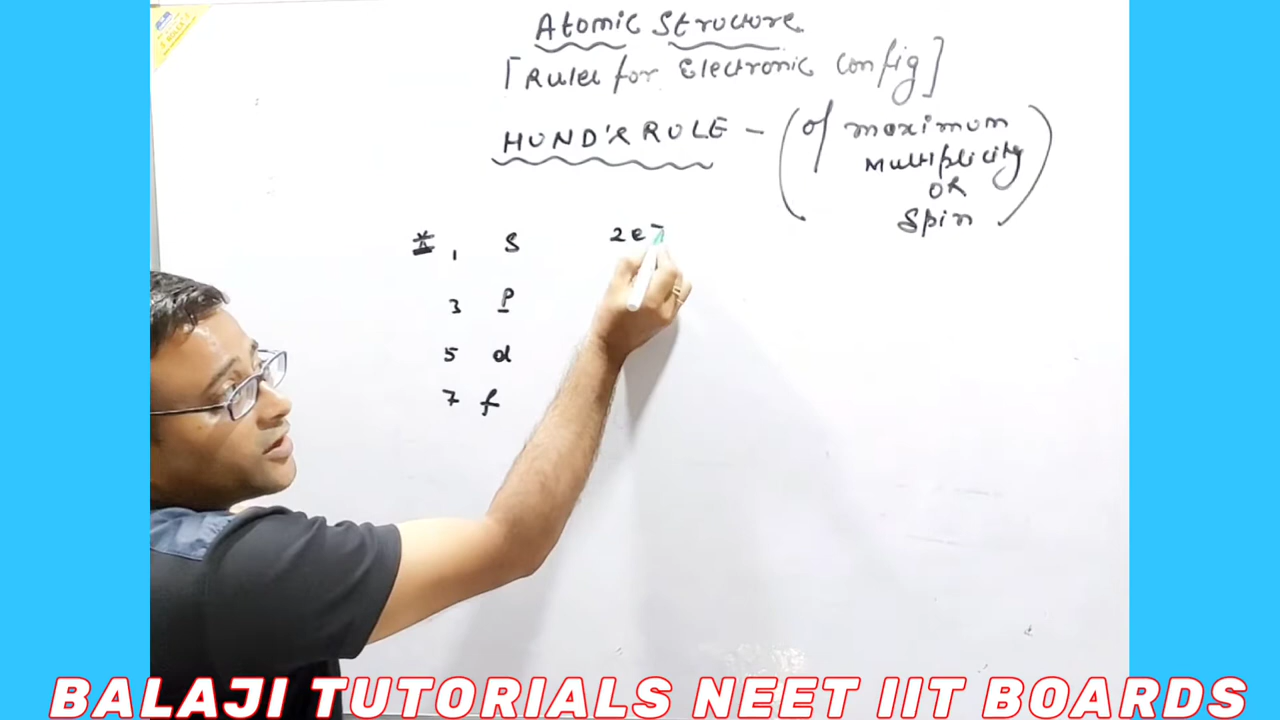 Atomic Structure
[Rules for Electronic Config]
HUND'S RULE - (of maximum
Multiplicity
OR
Spin)
1 S 2e-
3 P
5 d
7 f
BALAJI TUTORIALS NEET IIT BOARDS